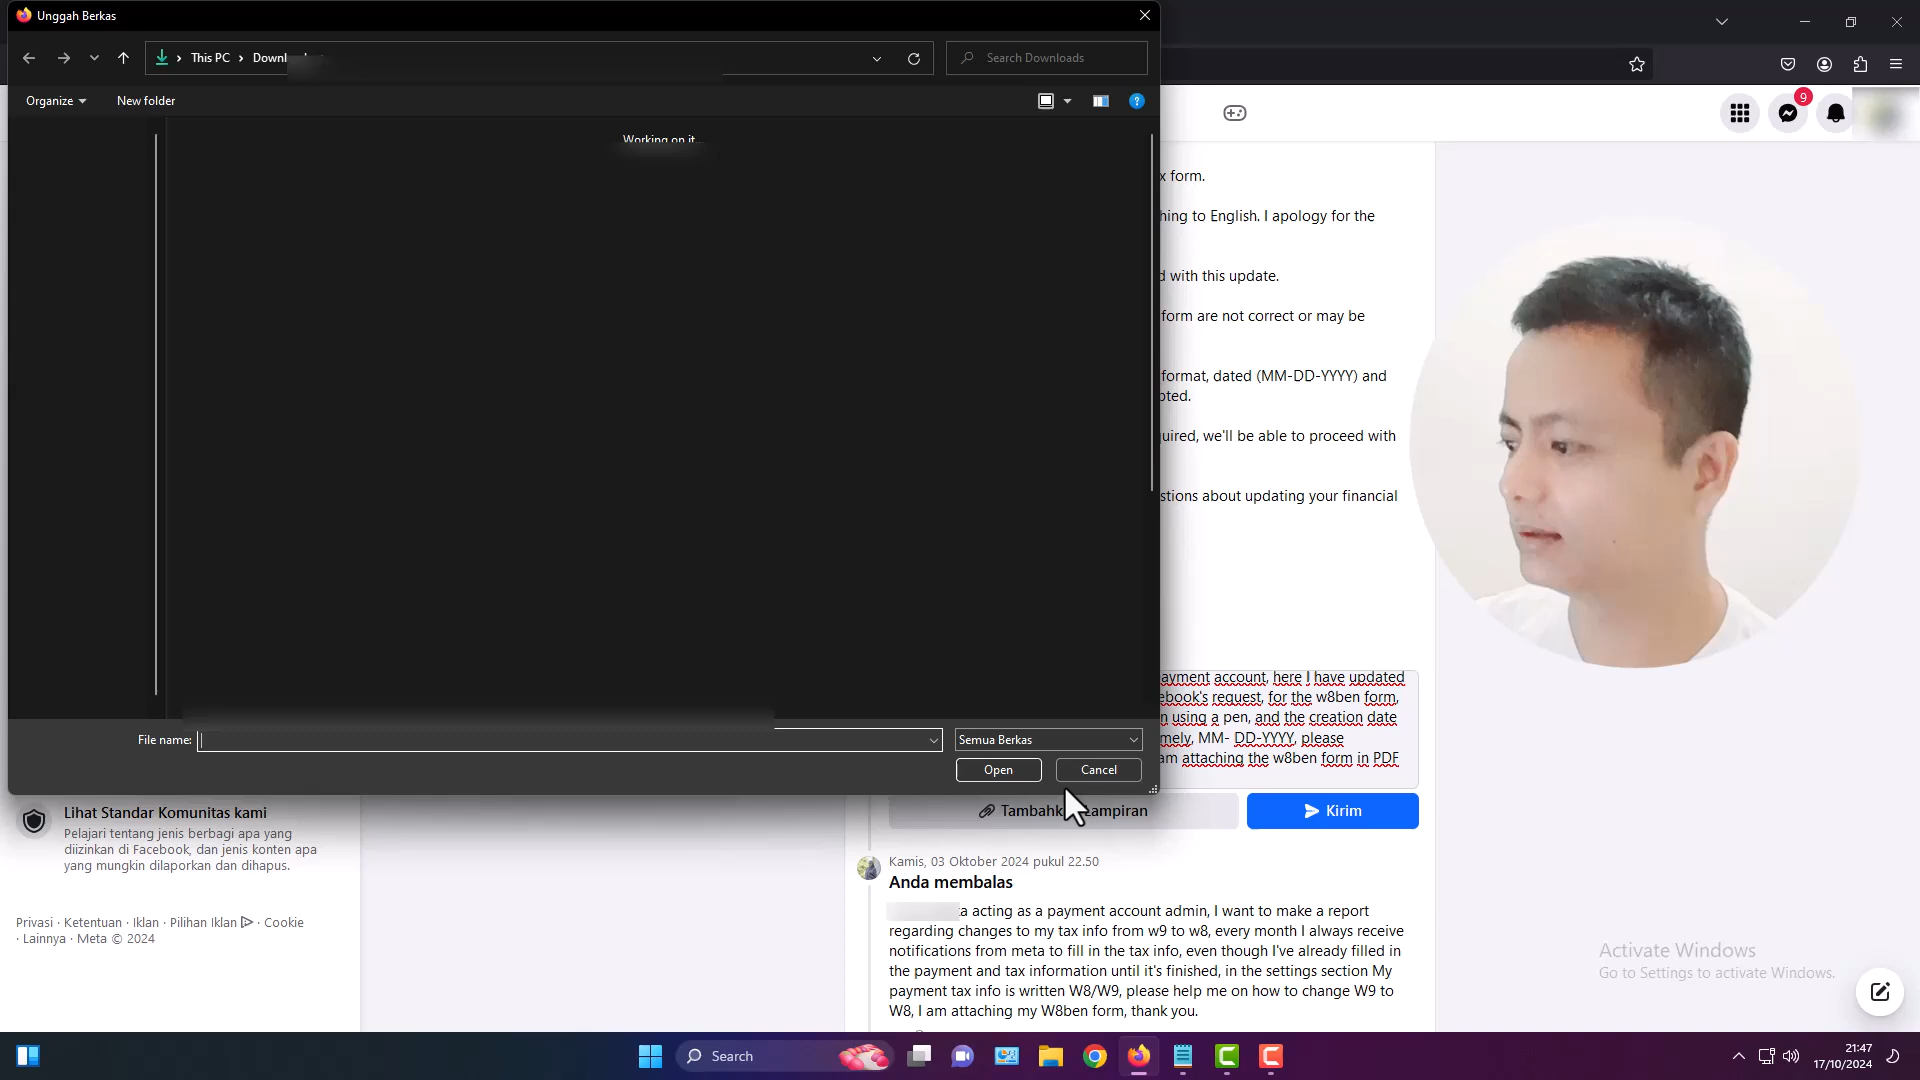 Unggah Berkas
This PC
Search Downloads
Organize
New folder
Working on it...
File name:
Semua Berkas
Open
Cancel
9
x form.
hing to English. I apology for the
d with this update.
form are not correct or may be
format, dated (MM-DD-YYYY) and
pted.
uired, we'll be able to proceed with
stions about updating your financial
ayment account, here I have updated
ebook's request, for the w8ben form,
n using a pen, and the creation date
mely, MM- DD-YYYY, please
am attaching the w8ben form in PDF
Lampiran
Kirim
Kamis, 03 Oktober 2024 pukul 22.50
Anda membalas
a acting as a payment account admin, I want to make a report
regarding changes to my tax info from w9 to w8, every month I always receive
notifications from meta to fill in the tax info, even though I've already filled in
the payment and tax information until it's finished, in the settings section My
payment tax info is written W8/W9, please help me on how to change W9 to
W8, I am attaching my W8ben form, thank you.
Lihat Standar Komunitas kami
Pelajari tentang jenis berbagi apa yang
diizinkan di Facebook, dan jenis konten apa
yang mungkin dilaporkan dan dihapus.
Privasi · Ketentuan · Iklan · Pilihan Iklan · Cookie
· Lainnya · Meta © 2024
Activate Windows
Go to Settings to activate Windows.
Search
21:47
17/10/2024